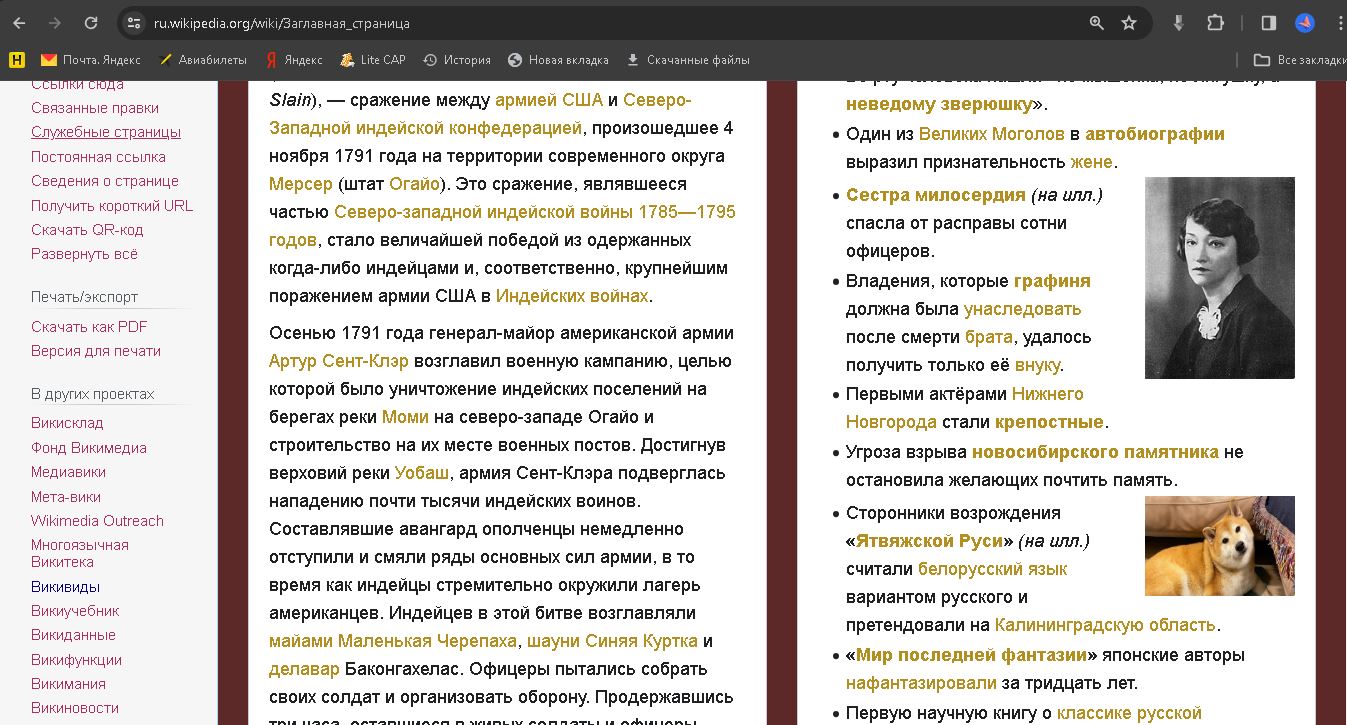 ru.wikipedia.org/wiki/Заглавная_страница
Почта. Яндекс
Авиабилеты
Яндекс
Lite CAP
История
Новая вкладка
Скачанные файлы
Все закладки
Ссылки сюда
Связанные правки
Служебные страницы
Постоянная ссылка
Сведения о странице
Получить короткий URL
Скачать QR-код
Развернуть всё
Печать/экспорт
Скачать как PDF
Версия для печати
В других проектах
Викисклад
Фонд Викимедиа
Медиавики
Мета-вики
Wikimedia Outreach
Многоязычная
Викитека
Викивиды
Викиучебник
Викиданные
Викифункции
Викимания
Викиновости
Slain), — сражение между армией США и Северо-
Западной индейской конфедерацией, произошедшее 4
ноября 1791 года на территории современного округа
Мерсер (штат Огайо). Это сражение, являвшееся
частью Северо-западной индейской войны 1785—1795
годов, стало величайшей победой из одержанных
когда-либо индейцами и, соответственно, крупнейшим
поражением армии США в Индейских войнах.
Осенью 1791 года генерал-майор американской армии
Артур Сент-Клэр возглавил военную кампанию, целью
которой было уничтожение индейских поселений на
берегах реки Моми на северо-западе Огайо и
строительство на их месте военных постов. Достигнув
верховий реки Уобаш, армия Сент-Клэра подверглась
нападению почти тысячи индейских воинов.
Составлявшие авангард ополченцы немедленно
отступили и смяли ряды основных сил армии, в то
время как индейцы стремительно окружили лагерь
американцев. Индейцев в этой битве возглавляли
майами Маленькая Черепаха, шауни Синяя Куртка и
делавар Баконгахелас. Офицеры пытались собрать
своих солдат и организовать оборону. Продержавшись
три часа, оставшиеся в живых солдаты и офицеры
неведому зверюшку».
• Один из Великих Моголов в автобиографии
выразил признательность жене.
• Сестра милосердия (на илл.)
спасла от расправы сотни
офицеров.
• Владения, которые графиня
должна была унаследовать
после смерти брата, удалось
получить только её внуку.
• Первыми актёрами Нижнего
Новгорода стали крепостные.
• Угроза взрыва новосибирского памятника не
остановила желающих почтить память.
• Сторонники возрождения
«Ятвяжской Руси» (на илл.)
считали белорусский язык
вариантом русского и
претендовали на Калининградскую область.
• «Мир последней фантазии» японские авторы
нафантазировали за тридцать лет.
• Первую научную книгу о классике русской